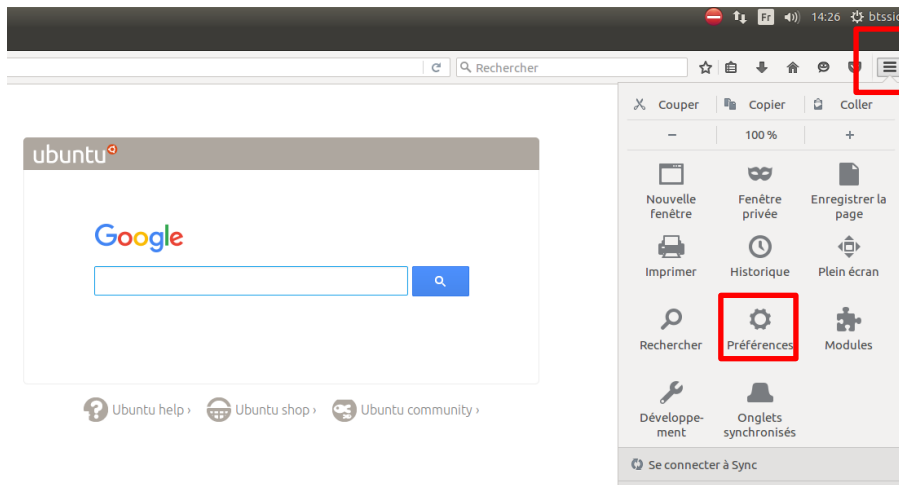 Fr 14:26 btssio
Rechercher
Couper Copier Coller
− 100 % +
ubuntu
Nouvelle fenêtre
Fenêtre privée
Enregistrer la page
Google
Imprimer
Historique
Plein écran
Rechercher
Préférences
Modules
Ubuntu help ›
Ubuntu shop ›
Ubuntu community ›
Développe-
ment
Onglets
synchronisés
Se connecter à Sync